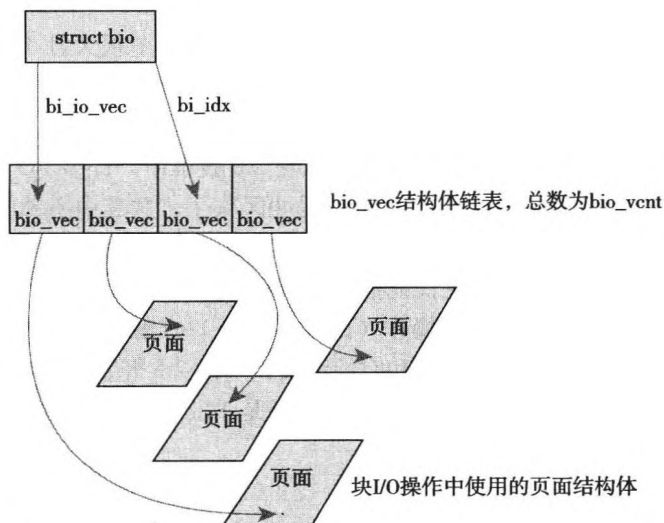 struct bio
bi_io_vec
bi_idx
bio_vec
bio_vec
bio_vec
bio_vec
bio_vec结构体链表，总数为bio_vcnt
页面
页面
页面
页面
块I/O操作中使用的页面结构体